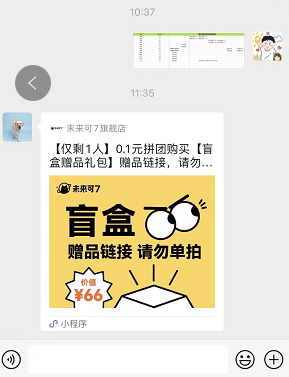 10:37
11:35
未来可7旗舰店
【仅剩1人】0.1元拼团购买【盲
盒赠品礼包】赠品链接，请勿...
未来可7
盲盒
赠品链接 请勿单拍
价值
¥66
小程序